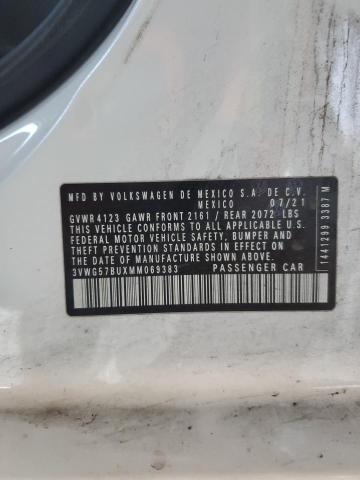 MFD BY VOLKSWAGEN DE MEXICO S.A. DE C.V.
MEXICO 07/21
GVWR 4123 GAWR FRONT 2161 / REAR 2072 LBS
THIS VEHICLE CONFORMS TO ALL APPLICABLE
FEDERAL MOTOR VEHICLE SAFETY, BUMPER AND
THEFT PREVENTION STANDARDS IN EFFECT ON
THE DATE OF MANUFACTURE SHOWN ABOVE.
3VWG57BUXMM069383 PASSENGER CAR
1441299 3387 M